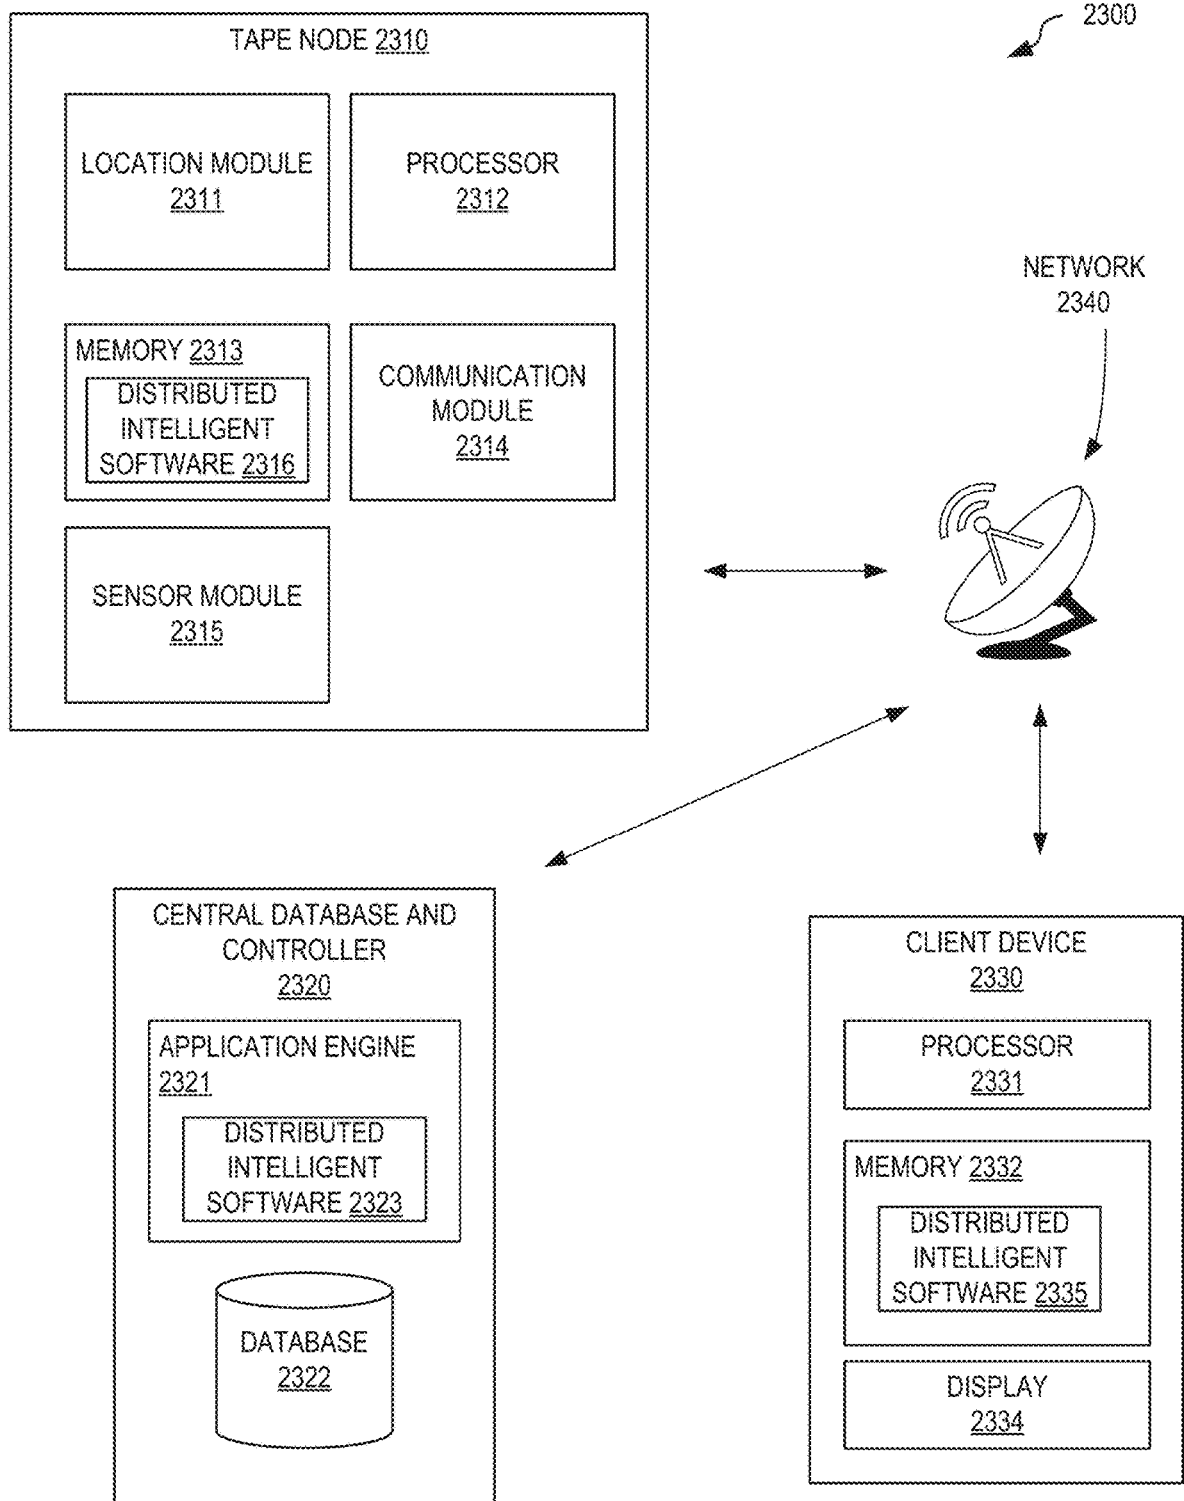 2300
TAPE NODE 2310
LOCATION MODULE
2311
PROCESSOR
2312
NETWORK
2340
MEMORY 2313
DISTRIBUTED
INTELLIGENT
SOFTWARE 2316
COMMUNICATION
MODULE
2314
SENSOR MODULE
2315
CENTRAL DATABASE AND
CONTROLLER
2320
APPLICATION ENGINE
2321
DISTRIBUTED
INTELLIGENT
SOFTWARE 2323
DATABASE
2322
CLIENT DEVICE
2330
PROCESSOR
2331
MEMORY 2332
DISTRIBUTED
INTELLIGENT
SOFTWARE 2335
DISPLAY
2334